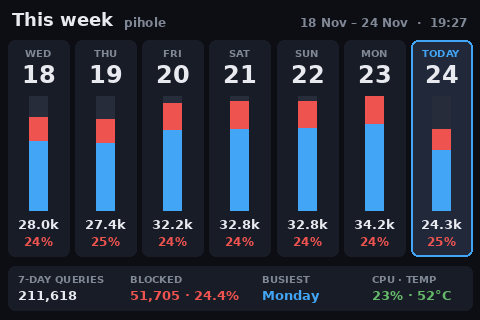 This week pihole 18 Nov – 24 Nov · 19:27
WED THU FRI SAT SUN MON TODAY
18 19 20 21 22 23 24
28.0k 27.4k 32.2k 32.8k 32.8k 34.2k 24.3k
24% 25% 24% 24% 24% 24% 25%
7-DAY QUERIES BLOCKED BUSIEST CPU · TEMP
211,618 51,705 · 24.4% Monday 23% · 52°C